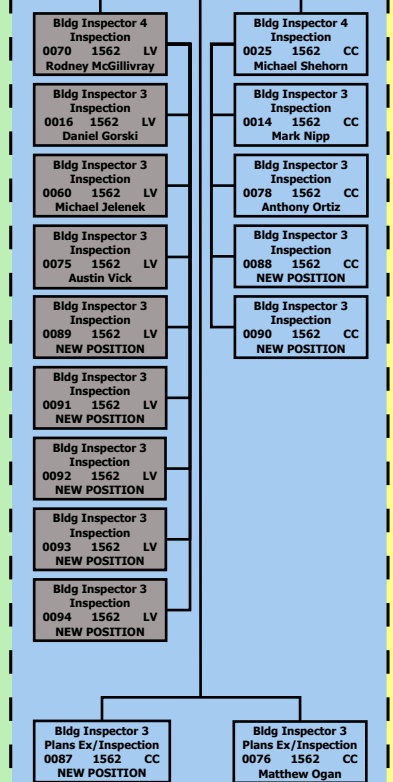 Bldg Inspector 4
Inspection
0070 1562 LV
Rodney McGillivray
Bldg Inspector 3
Inspection
0016 1562 LV
Daniel Gorski
Bldg Inspector 3
Inspection
0060 1562 LV
Michael Jelenek
Bldg Inspector 3
Inspection
0075 1562 LV
Austin Vick
Bldg Inspector 3
Inspection
0089 1562 LV
NEW POSITION
Bldg Inspector 3
Inspection
0091 1562 LV
NEW POSITION
Bldg Inspector 3
Inspection
0092 1562 LV
NEW POSITION
Bldg Inspector 3
Inspection
0093 1562 LV
NEW POSITION
Bldg Inspector 3
Inspection
0094 1562 LV
NEW POSITION
Bldg Inspector 4
Inspection
0025 1562 CC
Michael Shehorn
Bldg Inspector 3
Inspection
0014 1562 CC
Mark Nipp
Bldg Inspector 3
Inspection
0078 1562 CC
Anthony Ortiz
Bldg Inspector 3
Inspection
0088 1562 CC
NEW POSITION
Bldg Inspector 3
Inspection
0090 1562 CC
NEW POSITION
Bldg Inspector 3
Plans Ex/Inspection
0087 1562 CC
NEW POSITION
Bldg Inspector 3
Plans Ex/Inspection
0076 1562 CC
Matthew Ogan